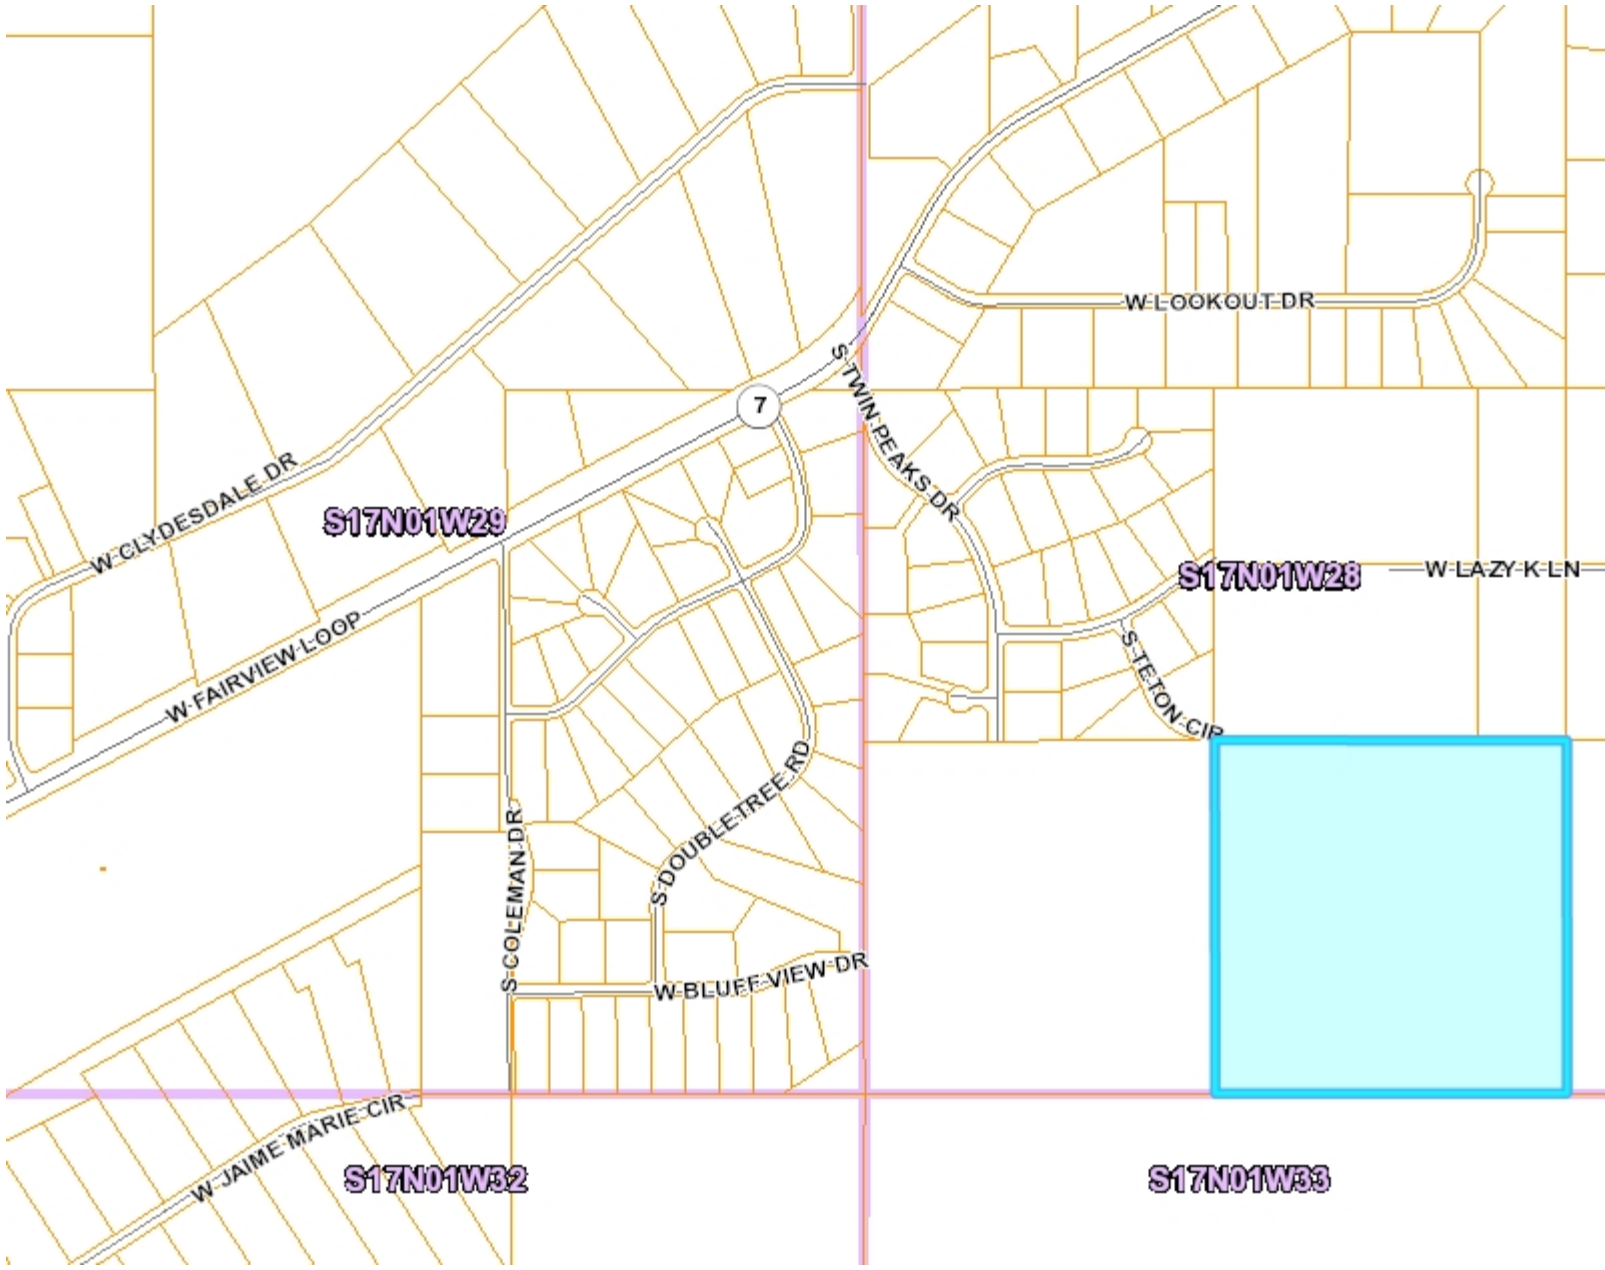 W LOOKOUT DR
S TWIN PEAKS DR
7
W CLYDESDALE DR
S17N01W29
S17N01W28
W LAZY K LN
W FAIRVIEW LOOP
S TETON CIR
S DOUBLETREE RD
S COLEMAN DR
W BLUFF VIEW DR
W JAIME MARIE CIR
S17N01W32
S17N01W33